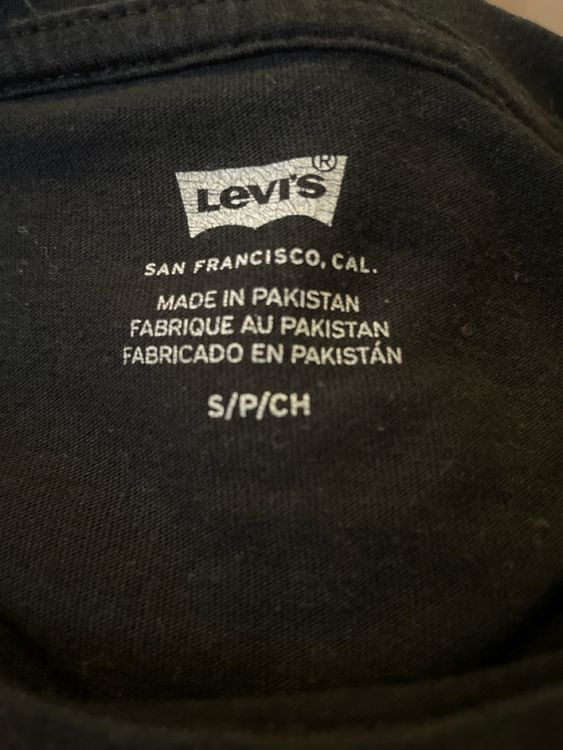 Levi's®
SAN FRANCISCO, CAL.
MADE IN PAKISTAN
FABRIQUE AU PAKISTAN
FABRICADO EN PAKISTÁN
S/P/CH